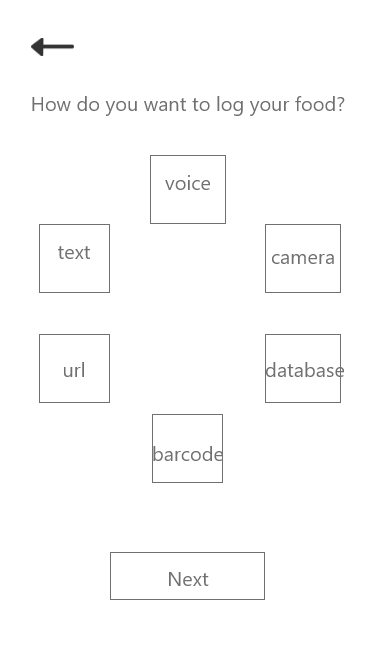 How do you want to log your food?
voice
text
camera
url
database
barcode
Next